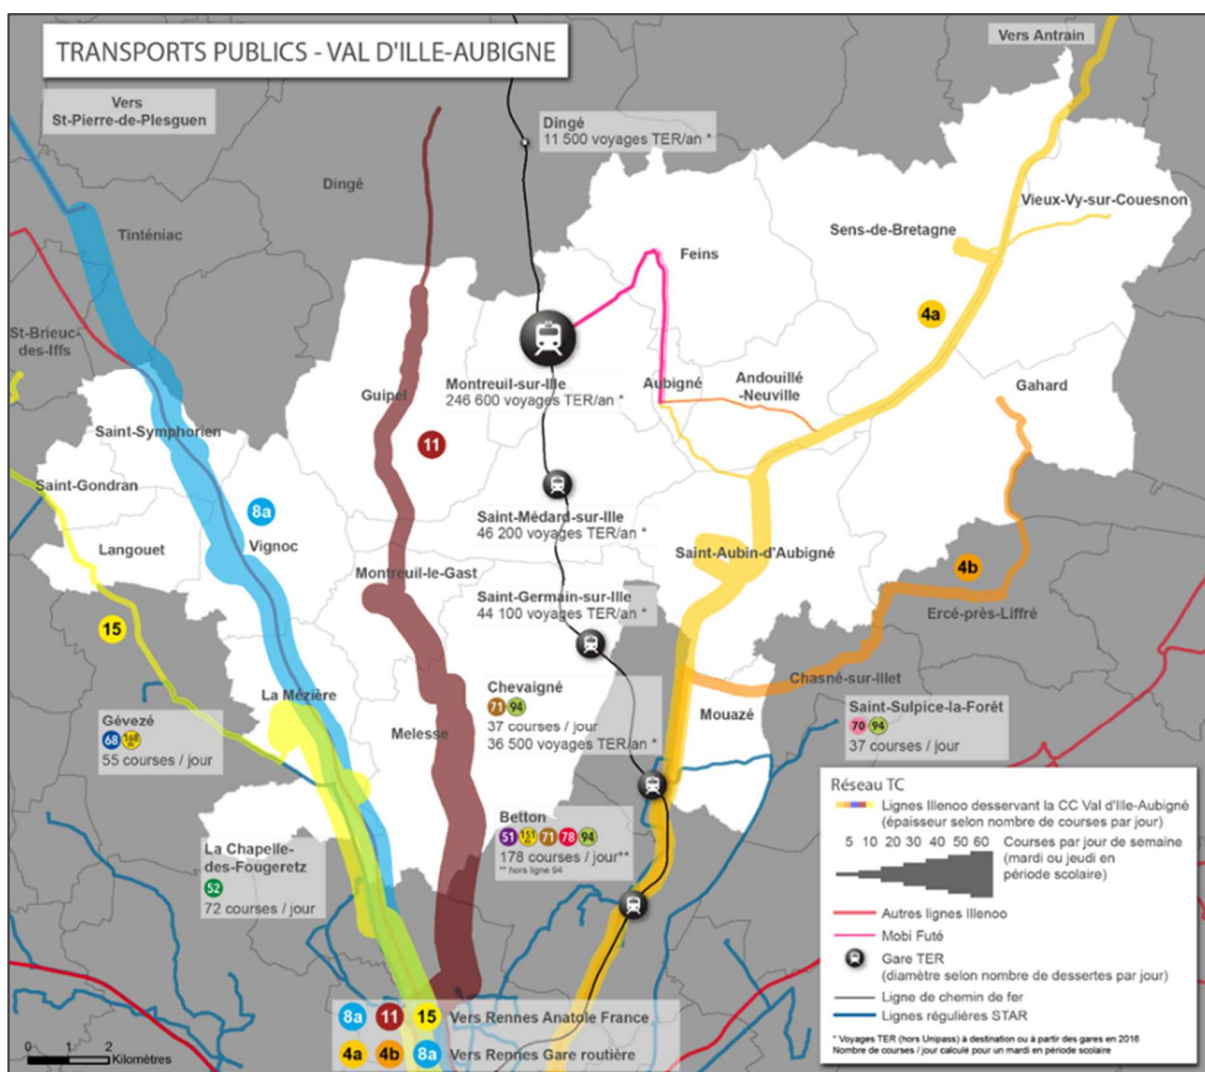 TRANSPORTS PUBLICS - VAL D'ILLE-AUBIGNE
Vers Antrain
Vers
St-Pierre-de-Plesguen
Dingé
11 500 voyages TER/an *
Dingé
Vieux-Vy-sur-Couesnon
Sens-de-Bretagne
Tinténiac
Feins
4a
St-Brieuc-
des-Iffs
Montreuil-sur-Ille
246 600 voyages TER/an *
Aubigné
Andouillé
-Neuville
Gahard
Guipel
11
Saint-Symphorien
Saint-Gondran
8a
Vignoc
Langouet
Saint-Médard-sur-Ille
46 200 voyages TER/an *
Saint-Aubin-d'Aubigné
Montreuil-le-Gast
4b
Saint-Germain-sur-Ille
44 100 voyages TER/an *
Ercé-près-Liffré
15
Chasné-sur-Illet
La Mézière
Chevaigné
71 94
37 courses / jour
36 500 voyages TER/an *
Mouazé
Saint-Sulpice-la-Forêt
70 94
37 courses / jour
Gévezé
68 168
55 courses / jour
Melesse
Betton
51 151 71 78 94
178 courses / jour**
** hors ligne 94
La Chapelle-
des-Fougeretz
52
72 courses / jour
Réseau TC
Lignes Illenoo desservant la CC Val d'Ille-Aubigné
(épaisseur selon nombre de courses par jour)
5 10 20 30 40 50 60
Courses par jour de semaine
(mardi ou jeudi en
période scolaire)
Autres lignes Illenoo
Mobi Futé
Gare TER
(diamètre selon nombre de dessertes par jour)
Ligne de chemin de fer
Lignes régulières STAR
* Voyages TER (hors Unipass) à destination ou à partir des gares en 2016
Nombre de courses / jour calculé pour un mardi en période scolaire
8a 11 15 Vers Rennes Anatole France
4a 4b 8a Vers Rennes Gare routière
0 1 2
Kilomètres